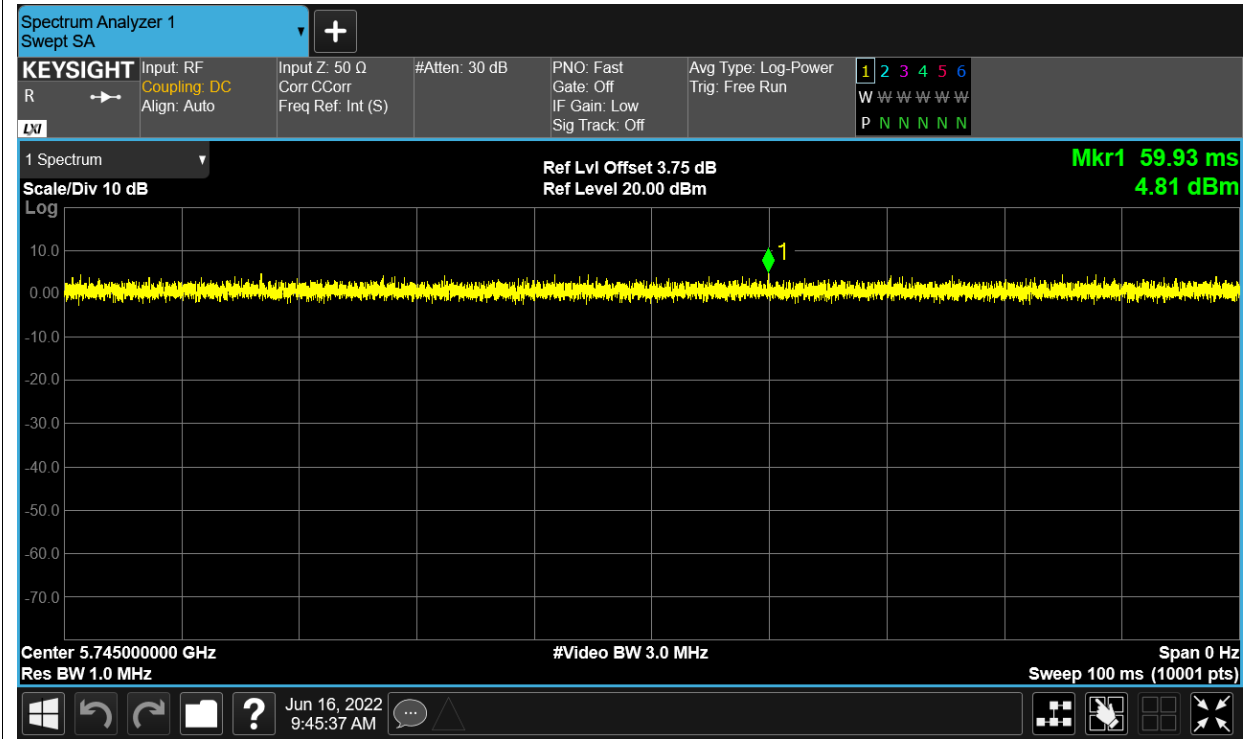 Spectrum Analyzer 1
Swept SA
▼
+
KEYSIGHT
R
LXI
Input: RF
Coupling: DC
Align: Auto
Input Z: 50 Ω
Corr CCorr
Freq Ref: Int (S)
#Atten: 30 dB
PNO: Fast
Gate: Off
IF Gain: Low
Sig Track: Off
Avg Type: Log-Power
Trig: Free Run
1 2 3 4 5 6
W W W W W W
P N N N N N
1 Spectrum ▼
Scale/Div 10 dB
Ref Lvl Offset 3.75 dB
Ref Level 20.00 dBm
Mkr1 59.93 ms
4.81 dBm
Log
10.0
0.00
-10.0
-20.0
-30.0
-40.0
-50.0
-60.0
-70.0
1
Center 5.745000000 GHz
#Video BW 3.0 MHz
Span 0 Hz
Res BW 1.0 MHz
Sweep 100 ms (10001 pts)
?
Jun 16, 2022
9:45:37 AM